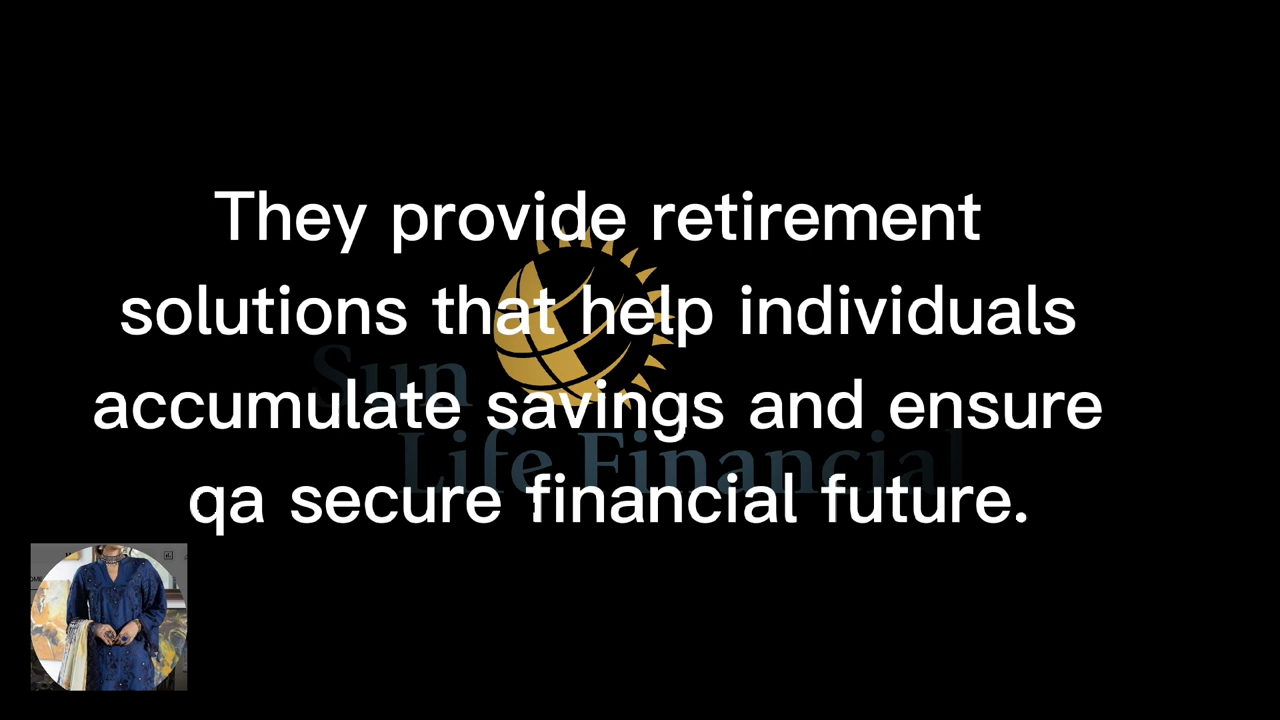 They provide retirement
solutions that help individuals
accumulate savings and ensure
qa secure financial future.
Sun
Life Financial